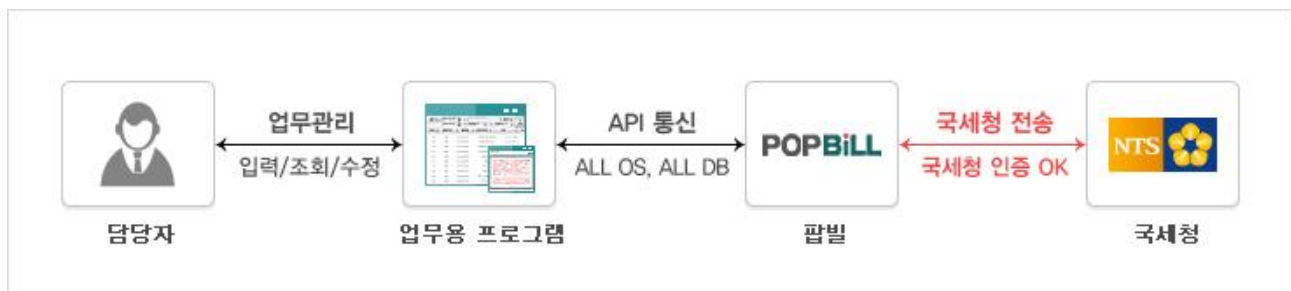 업무관리
입력/조회/수정
API 통신
ALL OS, ALL DB
POPBiLL
국세청 전송
국세청 인증 OK
NTS
담당자
업무용 프로그램
팝빌
국세청